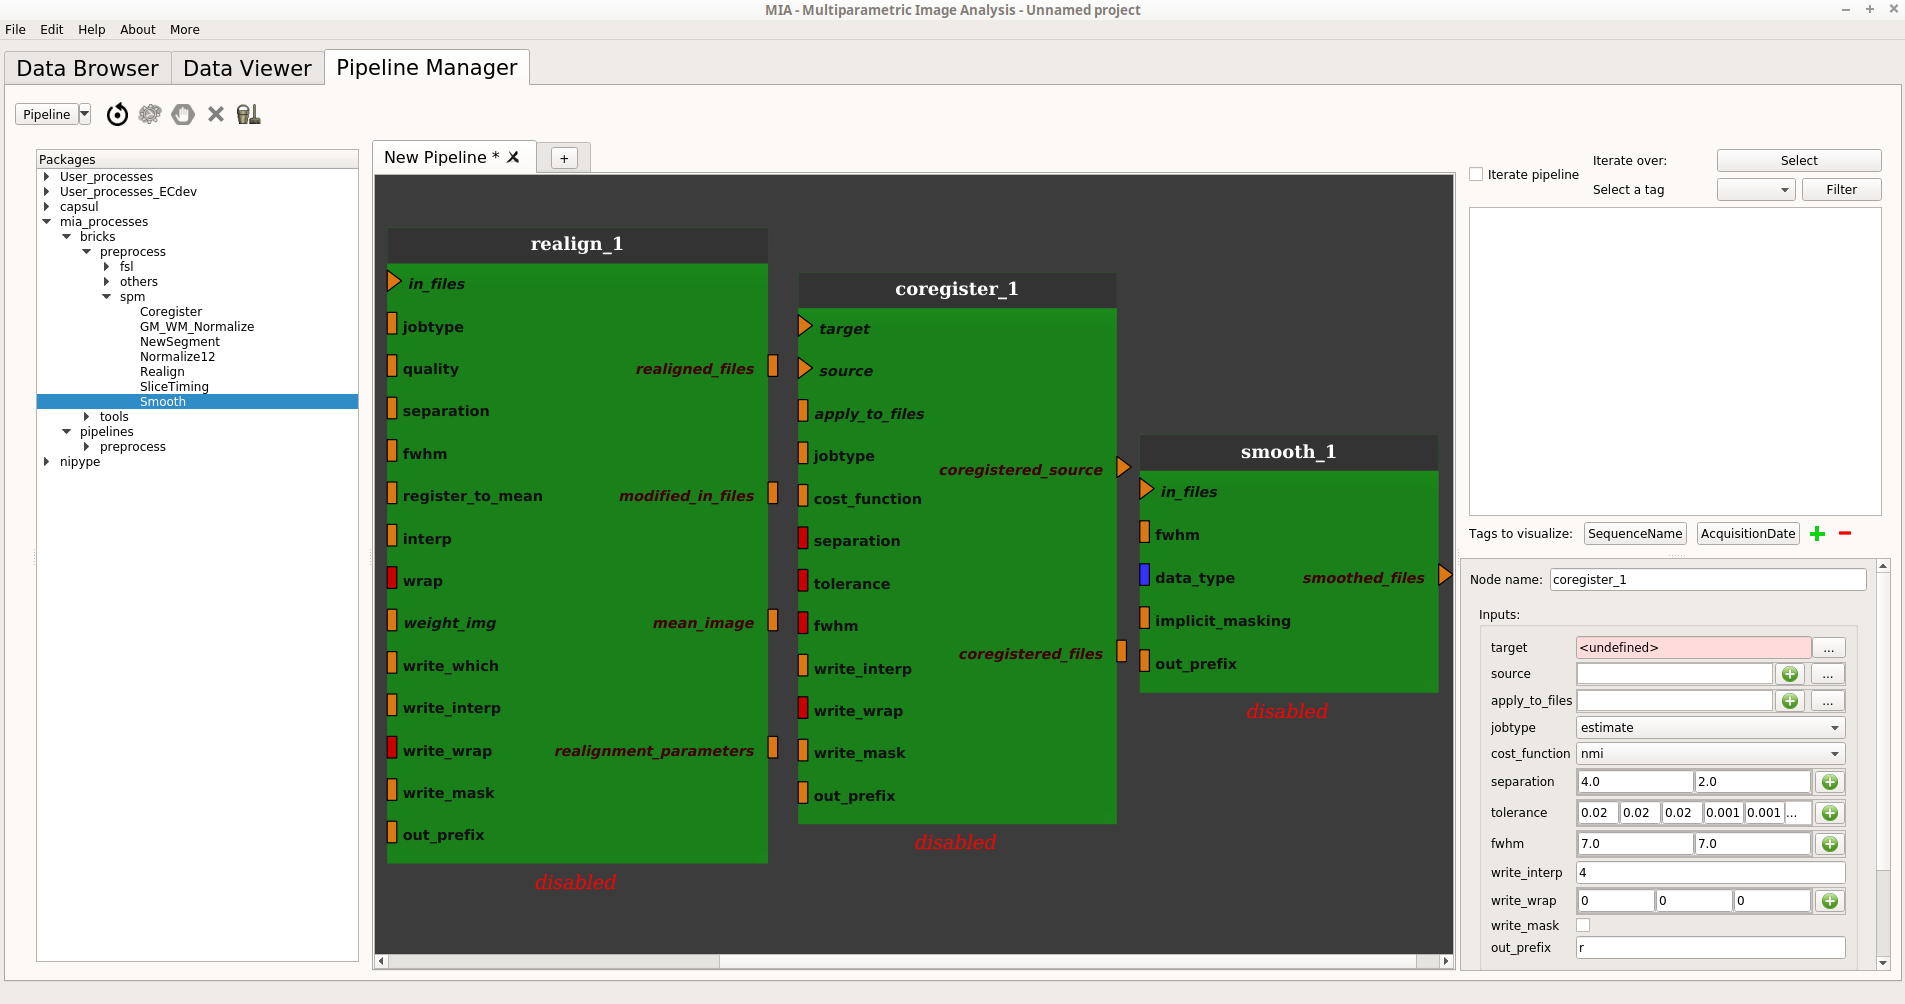 MIA - Multiparametric Image Analysis - Unnamed project
File Edit Help About More
Data Browser Data Viewer Pipeline Manager
Pipeline
Packages
User_processes
User_processes_ECdev
capsul
mia_processes
bricks
preprocess
fsl
others
spm
Coregister
GM_WM_Normalize
NewSegment
Normalize12
Realign
SliceTiming
Smooth
tools
pipelines
preprocess
nipype
New Pipeline *
+
realign_1
in_files
jobtype
quality
realigned_files
separation
fwhm
register_to_mean
modified_in_files
interp
wrap
weight_img
mean_image
write_which
write_interp
write_wrap
realignment_parameters
write_mask
out_prefix
disabled
coregister_1
target
source
apply_to_files
jobtype
coregistered_source
cost_function
separation
tolerance
fwhm
coregistered_files
write_interp
write_wrap
write_mask
out_prefix
disabled
smooth_1
in_files
fwhm
data_type
smoothed_files
implicit_masking
out_prefix
disabled
Iterate pipeline
Iterate over: Select
Select a tag Filter
Tags to visualize: SequenceName AcquisitionDate
Node name: coregister_1
Inputs:
target <undefined> ...
source ...
apply_to_files ...
jobtype estimate
cost_function nmi
separation 4.0 2.0
tolerance 0.02 0.02 0.02 0.001 0.001 ...
fwhm 7.0 7.0
write_interp 4
write_wrap 0 0 0
write_mask
out_prefix r